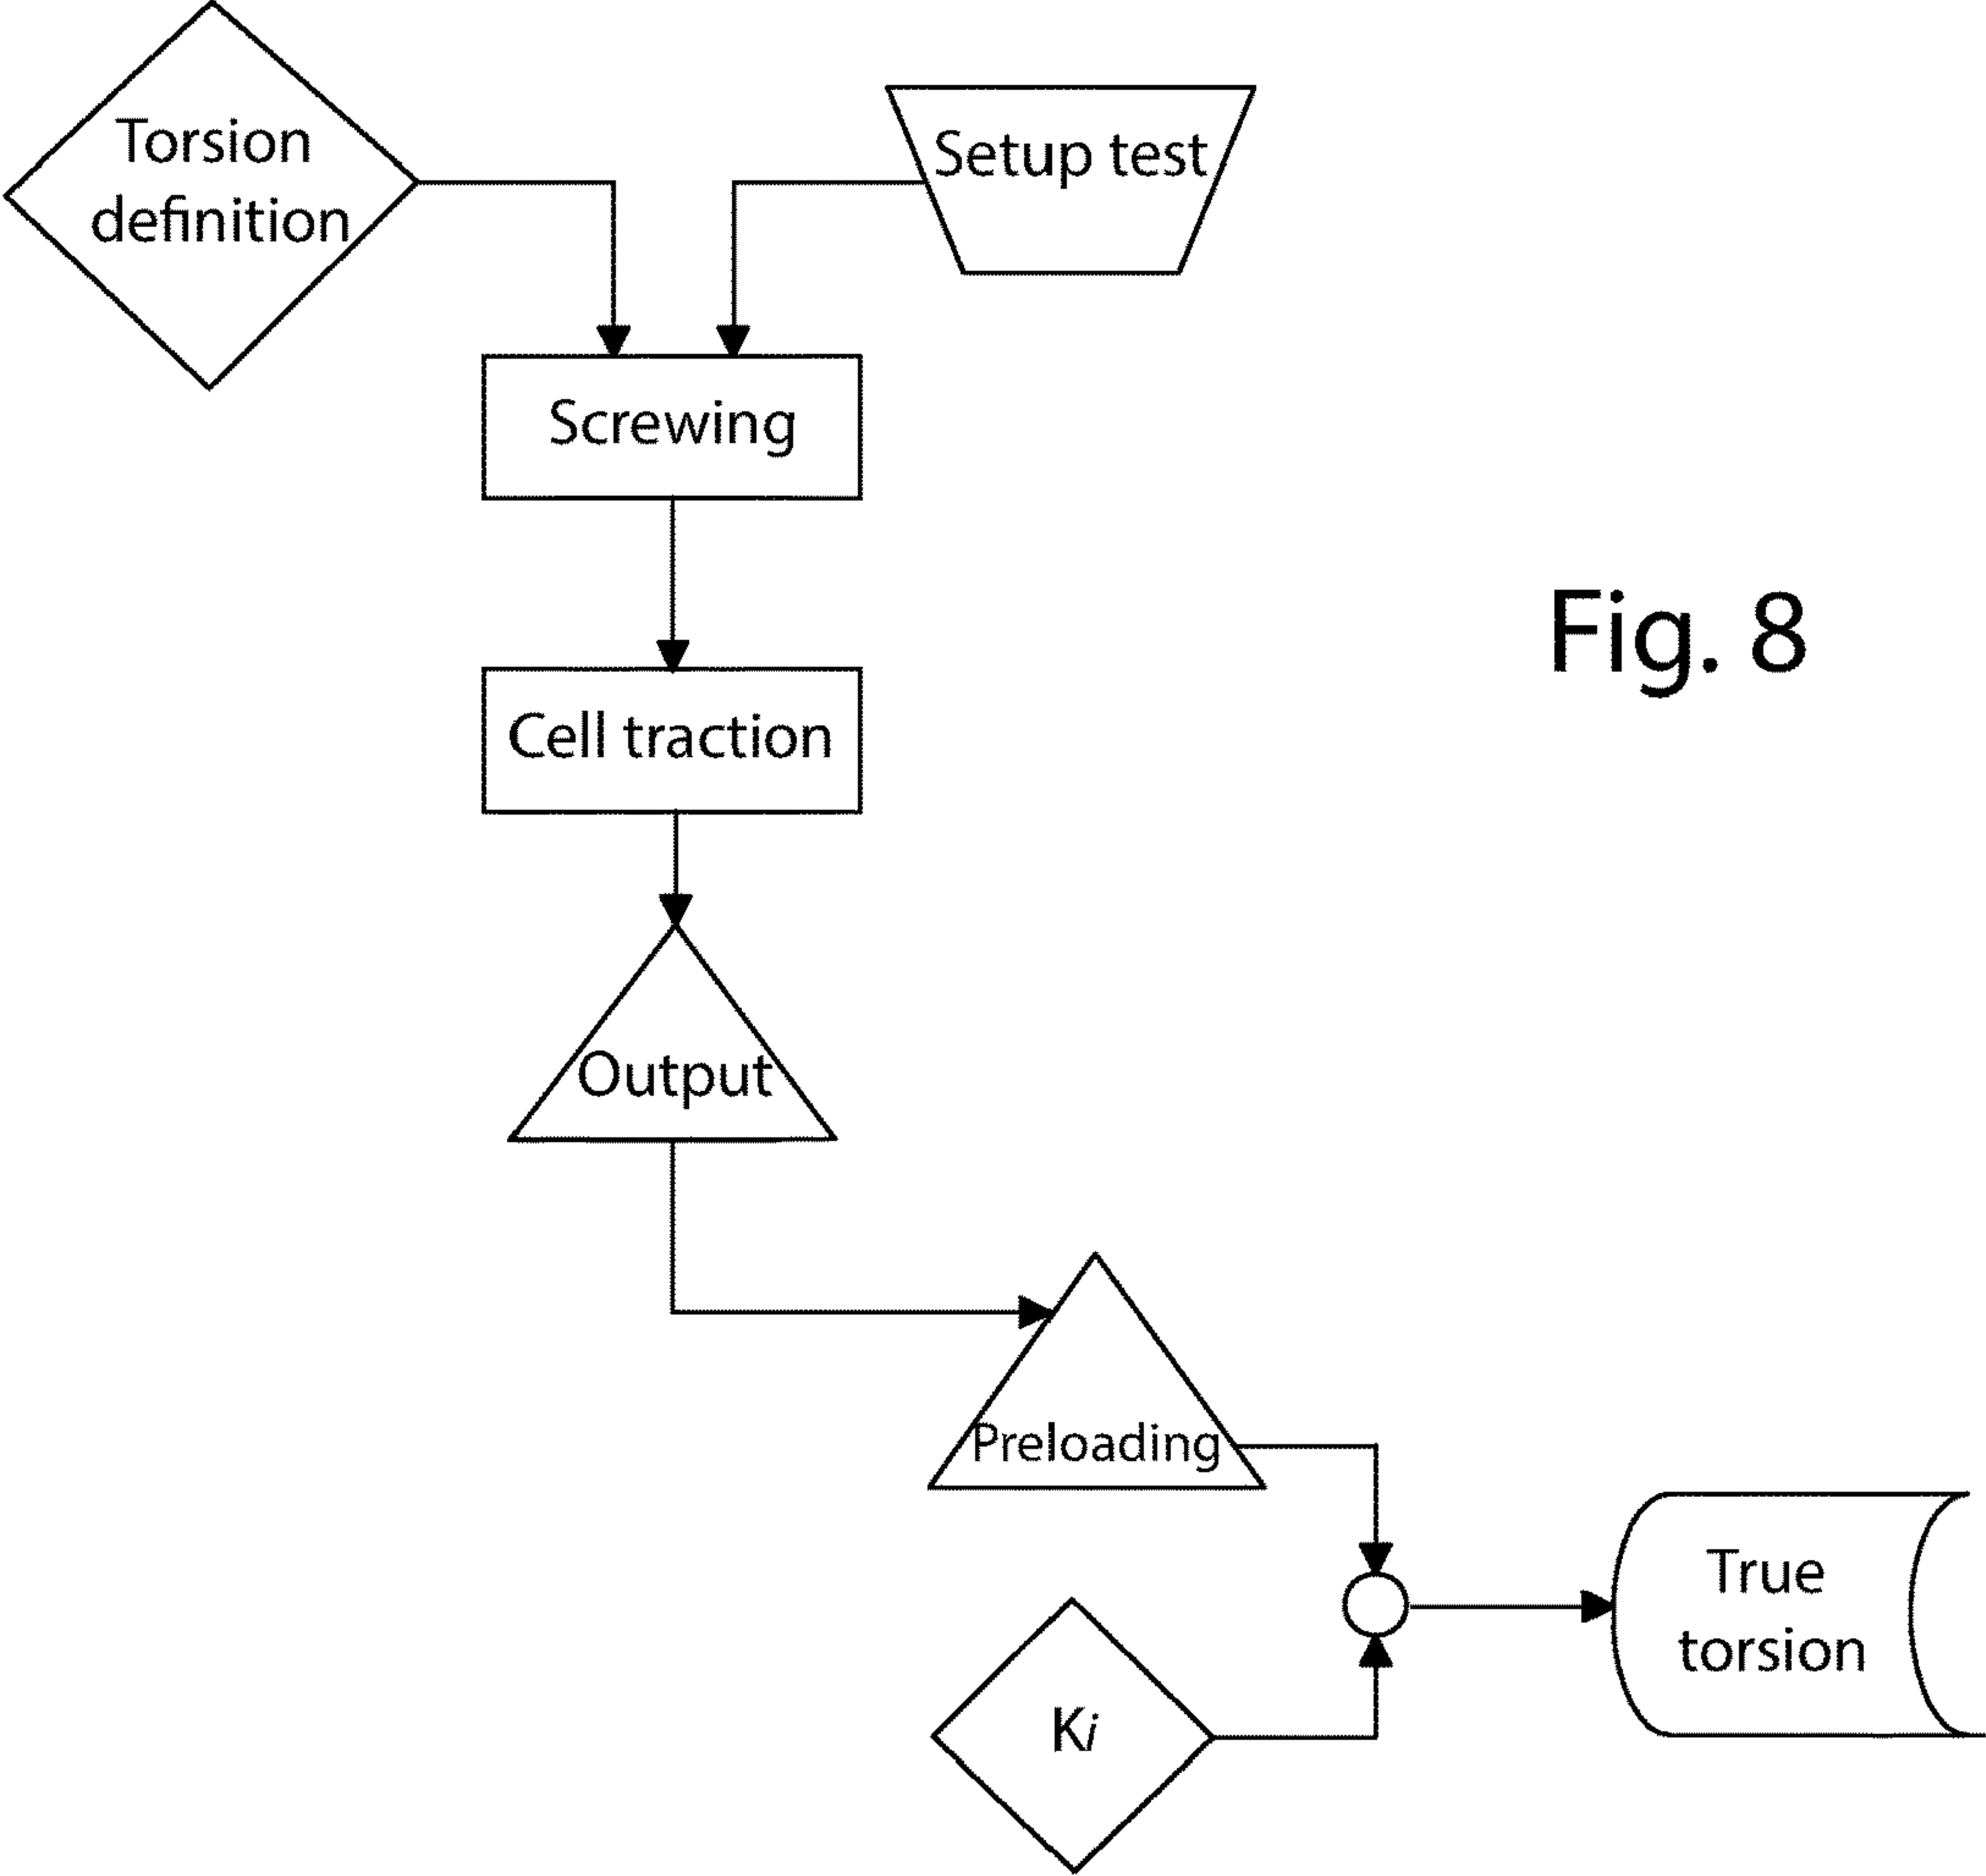 Torsion
definition
Setup test
Screwing
Fig. 8
Cell traction
Output
Preloading
True
torsion
Ki